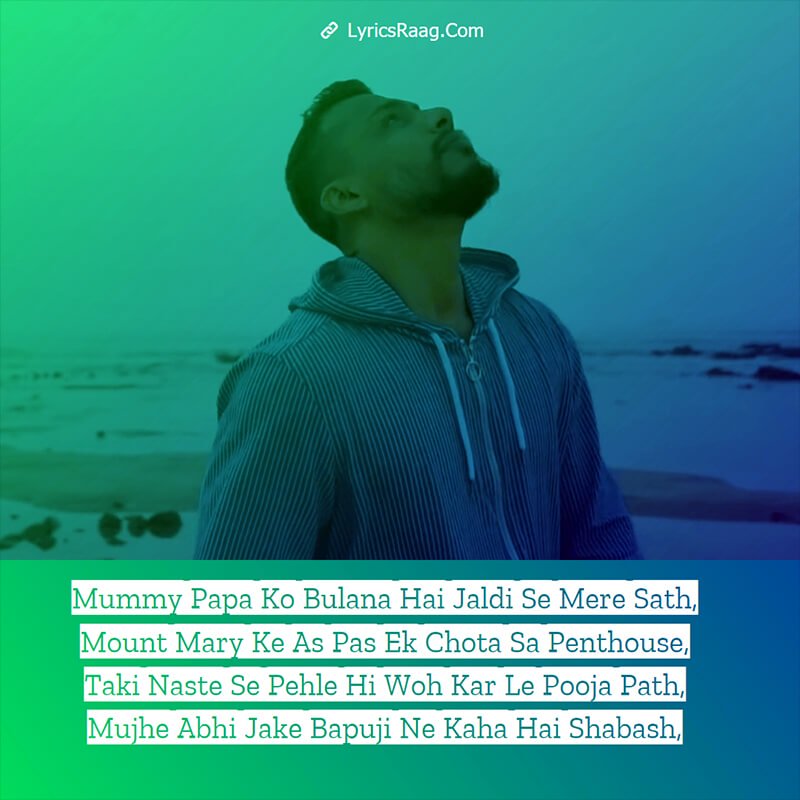 LyricsRaag.Com
Mummy Papa Ko Bulana Hai Jaldi Se Mere Sath,
Mount Mary Ke As Pas Ek Chota Sa Penthouse,
Taki Naste Se Pehle Hi Woh Kar Le Pooja Path,
Mujhe Abhi Jake Bapuji Ne Kaha Hai Shabash,